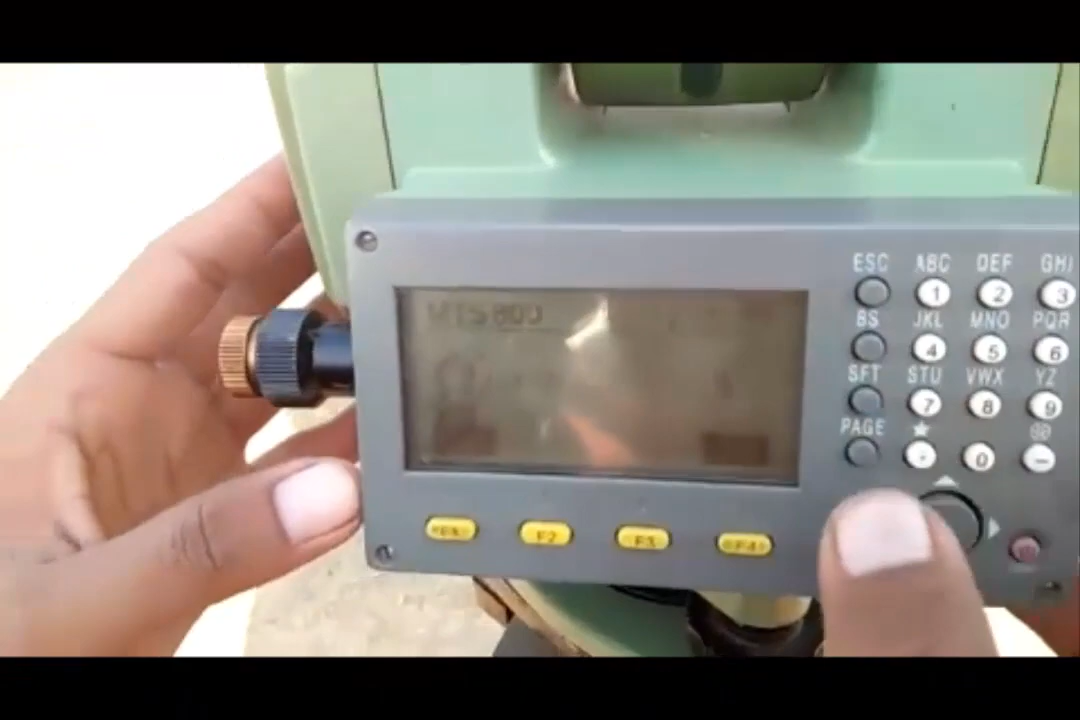 ESC ABC DEF GHI
1 2 3
BS JKL MNO PQR
4 5 6
SFT STU VWX YZ
7 8 9
PAGE
0 −
F2 F3 F4